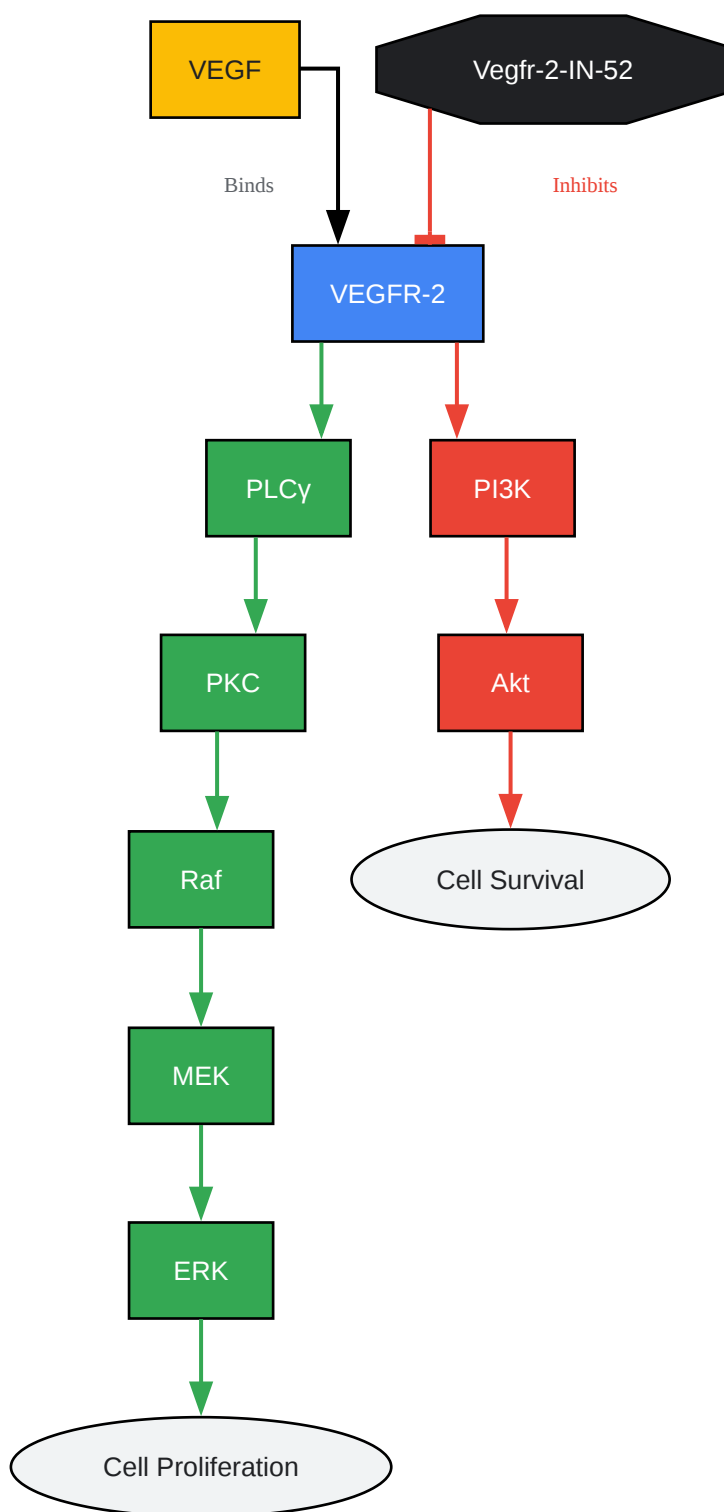 VEGF
Vegfr-2-IN-52
Binds
Inhibits
VEGFR-2
PLCγ
PI3K
PKC
Akt
Raf
Cell Survival
MEK
ERK
Cell Proliferation